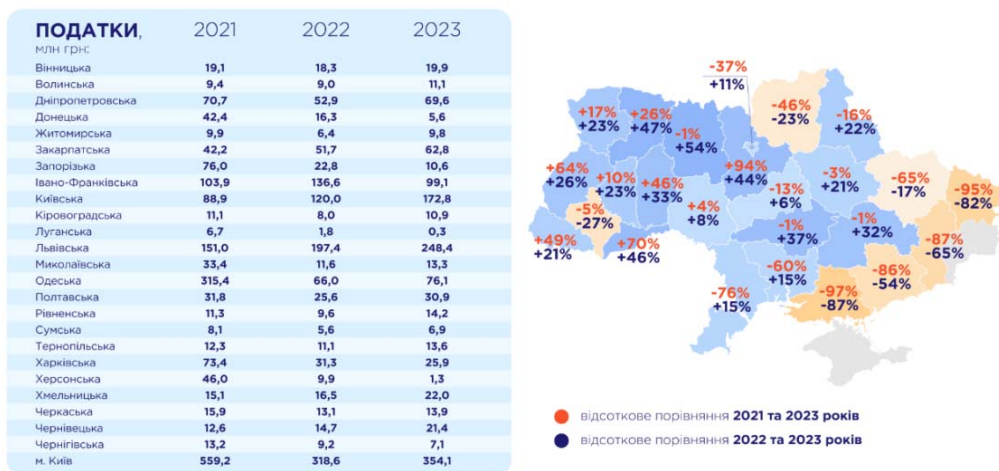 ПОДАТКИ, 2021 2022 2023
млн грн:
Вінницька 19,1 18,3 19,9
Волинська 9,4 9,0 11,1
Дніпропетровська 70,7 52,9 69,6
Донецька 42,4 16,3 5,6
Житомирська 9,9 6,4 9,8
Закарпатська 42,2 51,7 62,8
Запорізька 76,0 22,8 10,6
Івано-Франківська 103,9 136,6 99,1
Київська 88,9 120,0 172,8
Кіровоградська 11,1 8,0 10,9
Луганська 6,7 1,8 0,3
Львівська 151,0 197,4 248,4
Миколаївська 33,4 11,6 13,3
Одеська 315,4 66,0 76,1
Полтавська 31,8 25,6 30,9
Рівненська 11,3 9,6 14,2
Сумська 8,1 5,6 6,9
Тернопільська 12,3 11,1 13,6
Харківська 73,4 31,3 25,9
Херсонська 46,0 9,9 1,3
Хмельницька 15,1 16,5 22,0
Черкаська 15,9 13,1 13,9
Чернівецька 12,6 14,7 21,4
Чернігівська 13,2 9,2 7,1
м. Київ 559,2 318,6 354,1
-37%
+11%
-46%
-23%
-16%
+22%
+17%
+23%
+26%
+47%
-1%
+54%
+94%
+44%
-3%
+21%
-65%
-17%
-95%
-82%
+64%
+26%
+10%
+23%
+46%
+33%
+4%
+8%
-13%
+6%
-5%
-27%
-1%
+37%
-1%
+32%
-87%
-65%
+49%
+21%
+70%
+46%
-60%
+15%
-86%
-54%
-76%
+15%
-97%
-87%
відсоткове порівняння 2021 та 2023 років
відсоткове порівняння 2022 та 2023 років